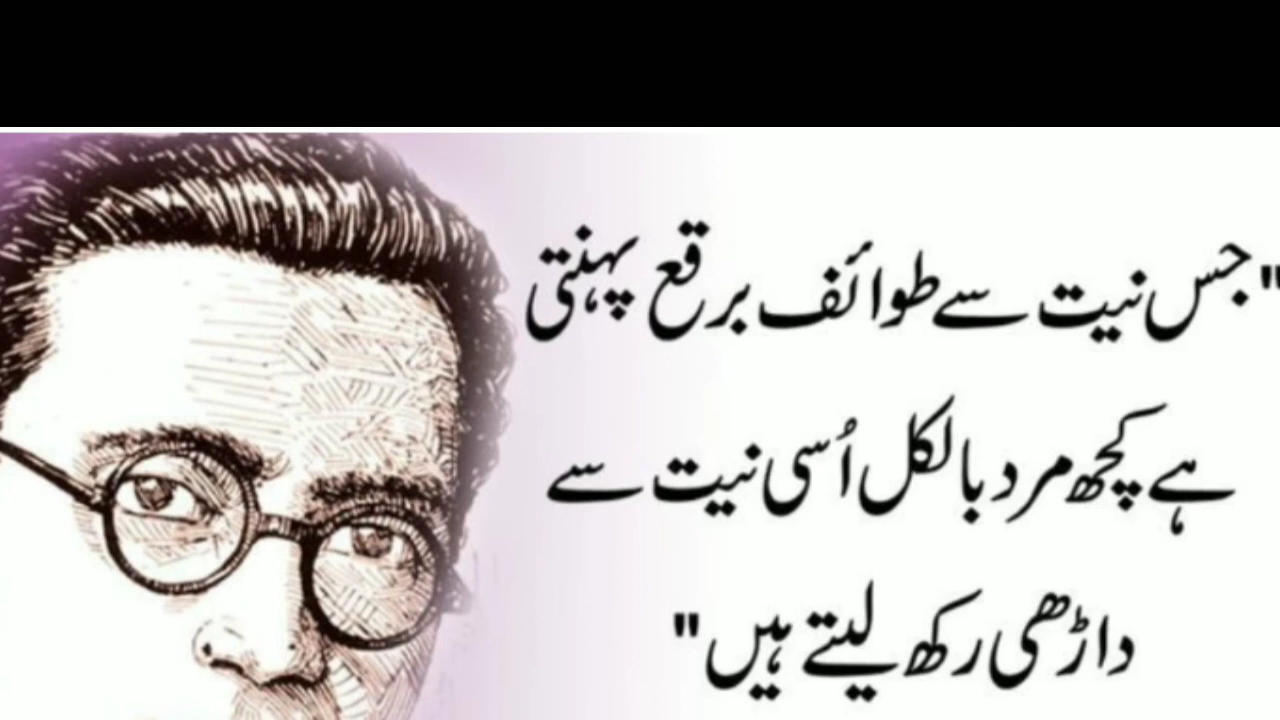 "جس نیت سے طوائف برقع پہنتی
ہے کچھ مرد بالکل اُسی نیت سے
داڑھی رکھ لیتے ہیں"